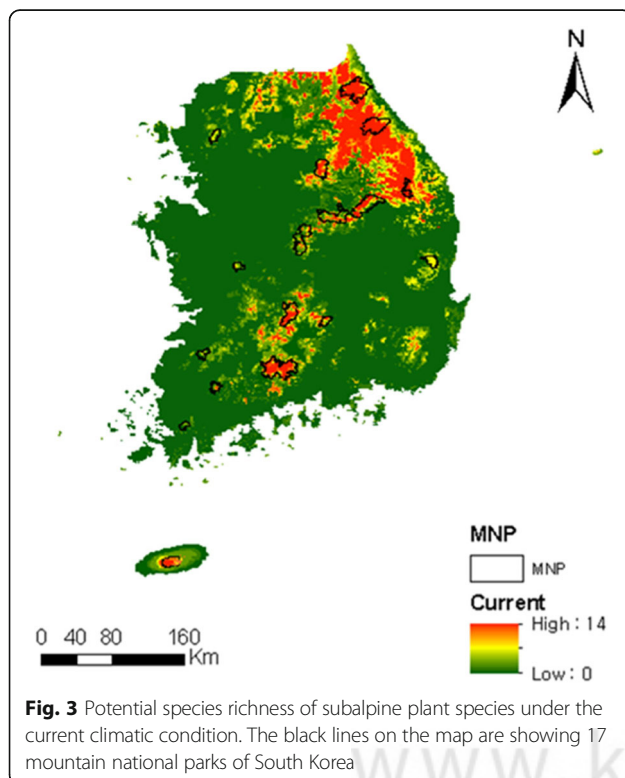 N
MNP
MNP
Current
High : 14
Low : 0
0 40 80 160
Km
Fig. 3 Potential species richness of subalpine plant species under the
current climatic condition. The black lines on the map are showing 17
mountain national parks of South Korea
www.k